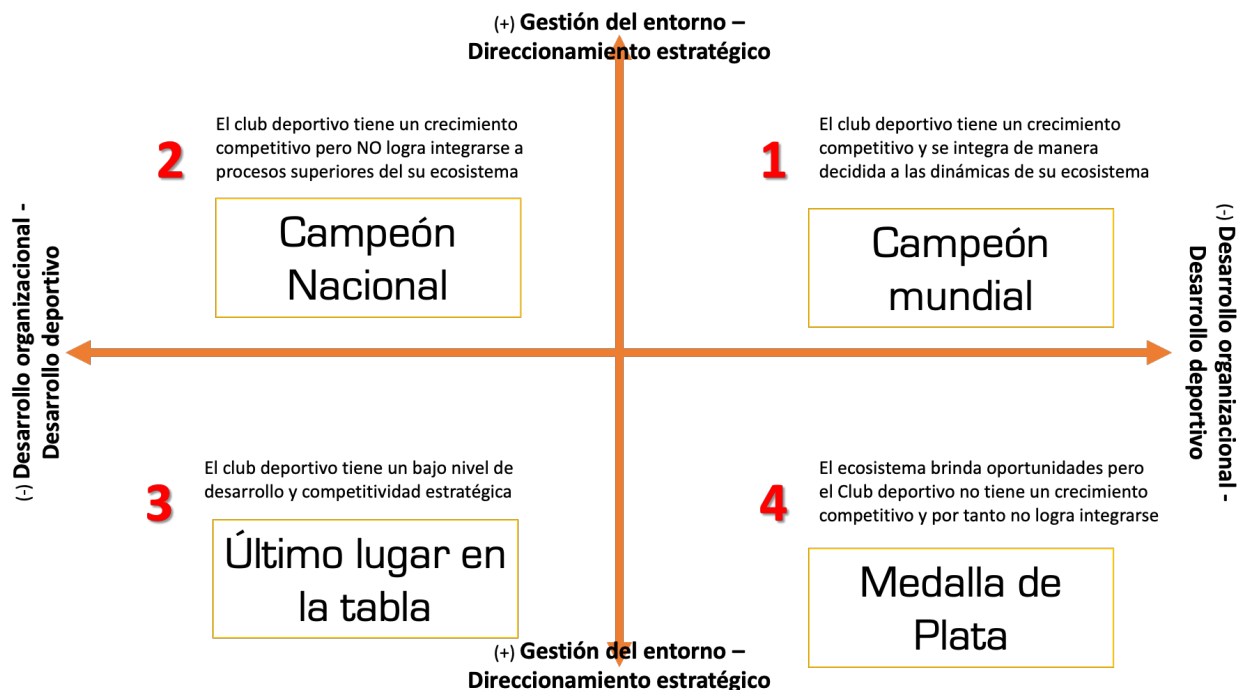 (+) Gestión del entorno –
Direccionamiento estratégico
2
El club deportivo tiene un crecimiento
competitivo pero NO logra integrarse a
procesos superiores del su ecosistema
Campeón
Nacional
1
El club deportivo tiene un crecimiento
competitivo y se integra de manera
decidida a las dinámicas de su ecosistema
Campeón
mundial
(-) Desarrollo organizacional -
Desarrollo deportivo
(-) Desarrollo organizacional -
Desarrollo deportivo
3
El club deportivo tiene un bajo nivel de
desarrollo y competitividad estratégica
Último lugar en
la tabla
4
El ecosistema brinda oportunidades pero
el Club deportivo no tiene un crecimiento
competitivo y por tanto no logra integrarse
Medalla de
Plata
(+) Gestión del entorno –
Direccionamiento estratégico